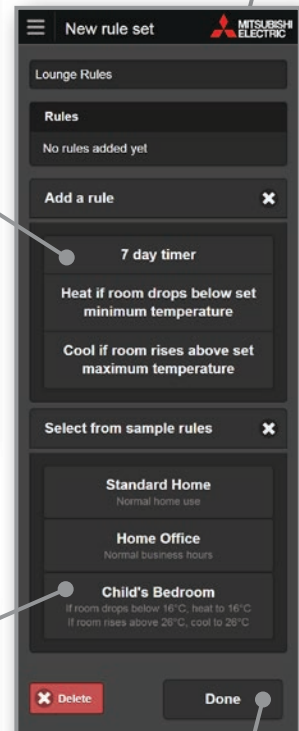 New rule set
MITSUBISHI
ELECTRIC
Lounge Rules
Rules
No rules added yet
Add a rule
7 day timer
Heat if room drops below set
minimum temperature
Cool if room rises above set
maximum temperature
Select from sample rules
Standard Home
Normal home use
Home Office
Normal business hours
Child's Bedroom
If room drops below 16°C, heat to 16°C
If room rises above 26°C, cool to 26°C
Delete
Done